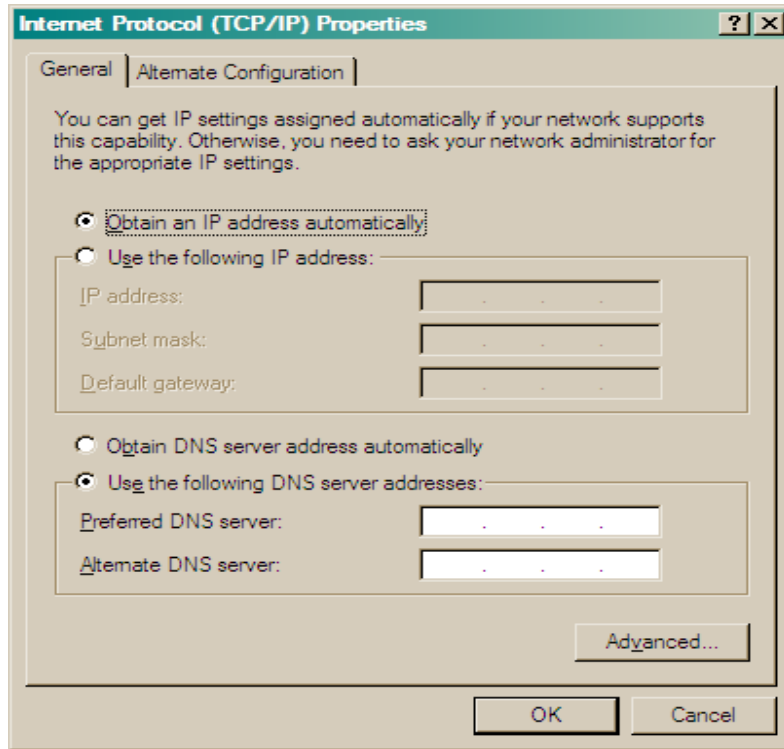 Internet Protocol (TCP/IP) Properties
General
Alternate Configuration
You can get IP settings assigned automatically if your network supports
this capability. Otherwise, you need to ask your network administrator for
the appropriate IP settings.
Obtain an IP address automatically
Use the following IP address:
IP address:
Subnet mask:
Default gateway:
Obtain DNS server address automatically
Use the following DNS server addresses:
Preferred DNS server:
Alternate DNS server:
Advanced...
OK
Cancel